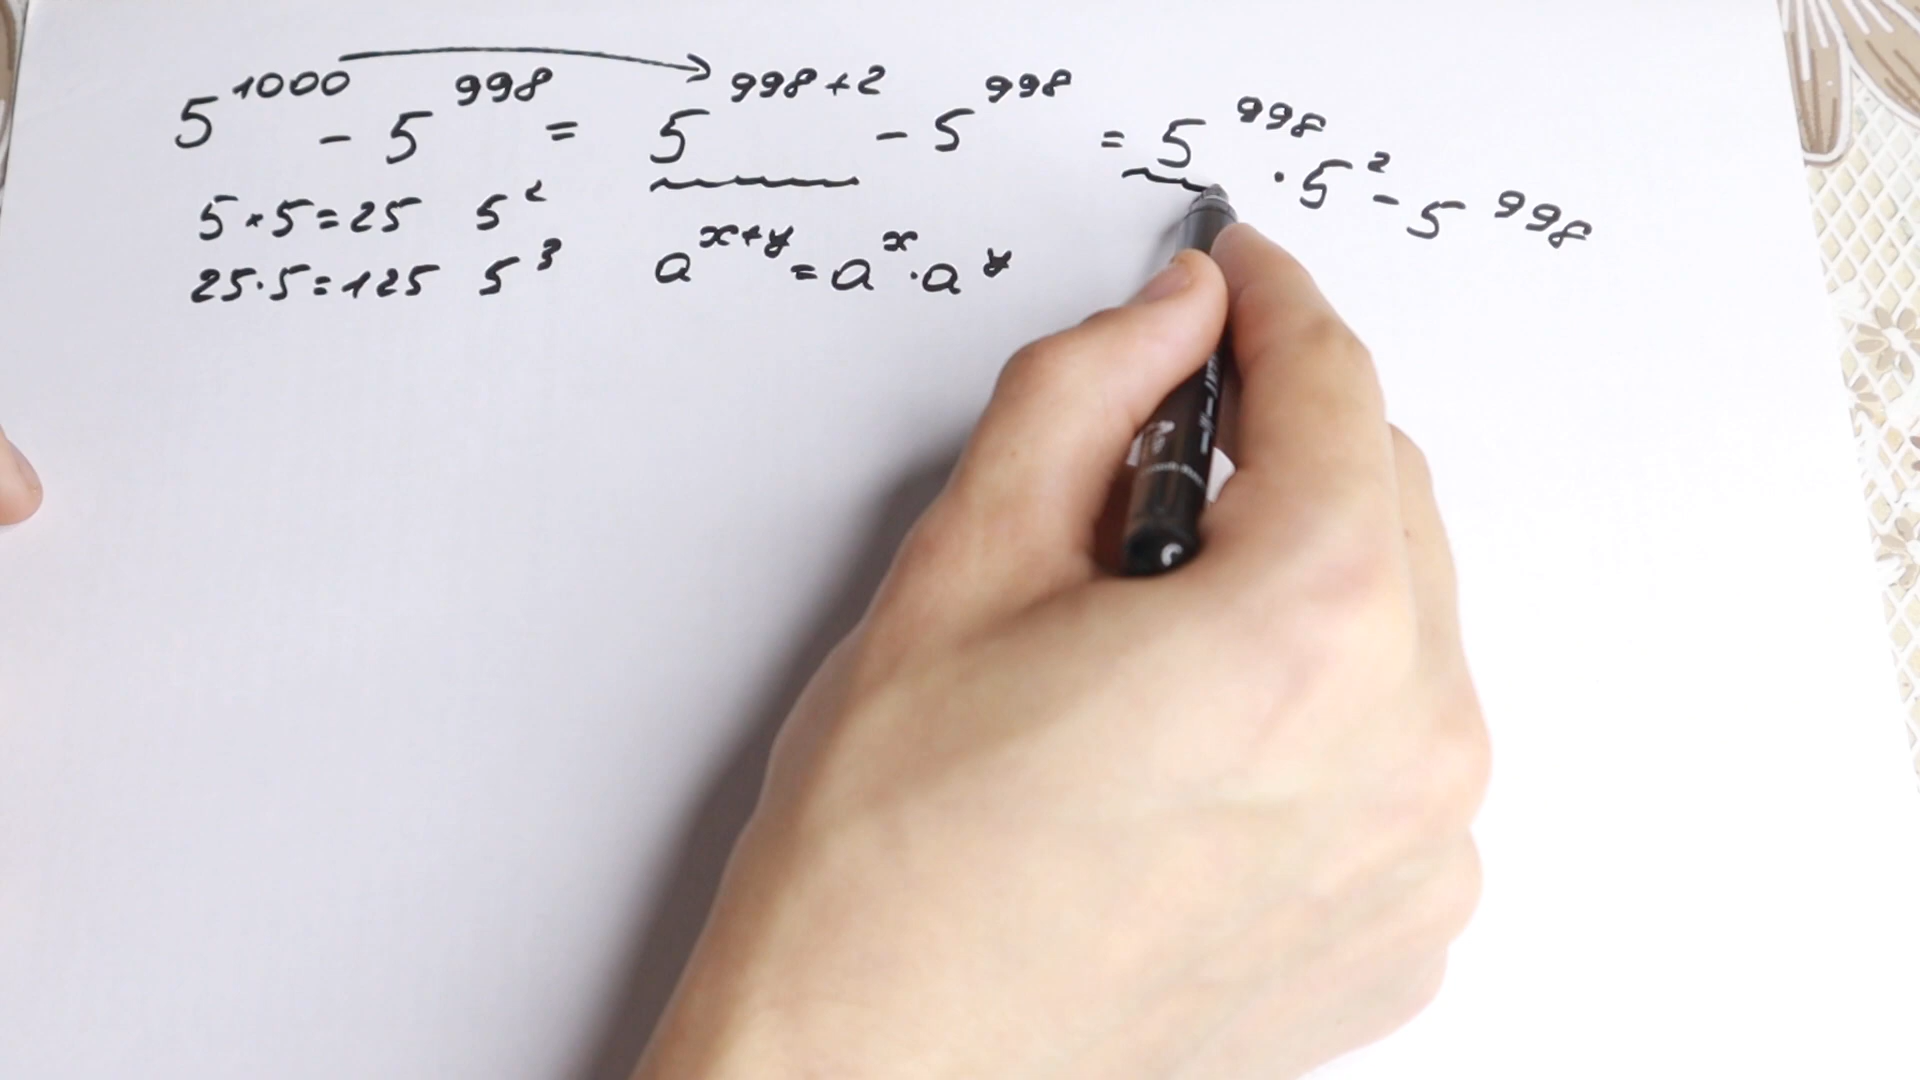 5^1000 - 5^998 = 5^998+2 - 5^998 = 5^998 · 5^2 - 5^998
5 * 5 = 25 5^2
25 · 5 = 125 5^3
a^x+y = a^x · a^y